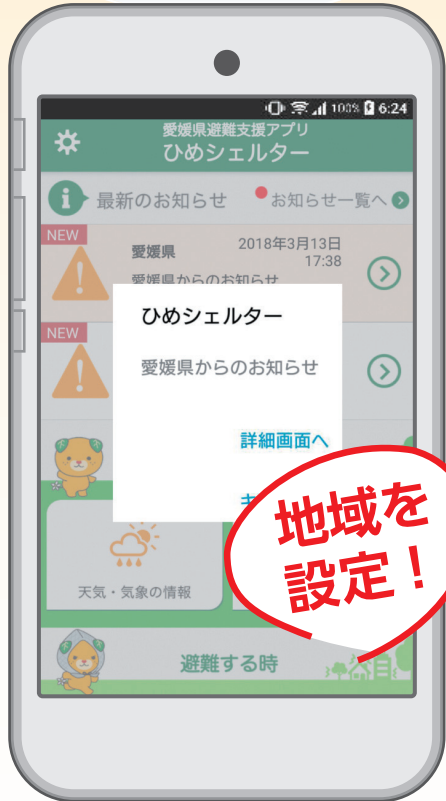 100% 6:24
愛媛県避難支援アプリ
ひめシェルター
最新のお知らせ
お知らせ一覧へ
NEW
愛媛県
2018年3月13日
17:38
愛媛県からのお知らせ
NEW
ひめシェルター
愛媛県からのお知らせ
詳細画面へ
地域を
設定！
天気・気象の情報
避難する時